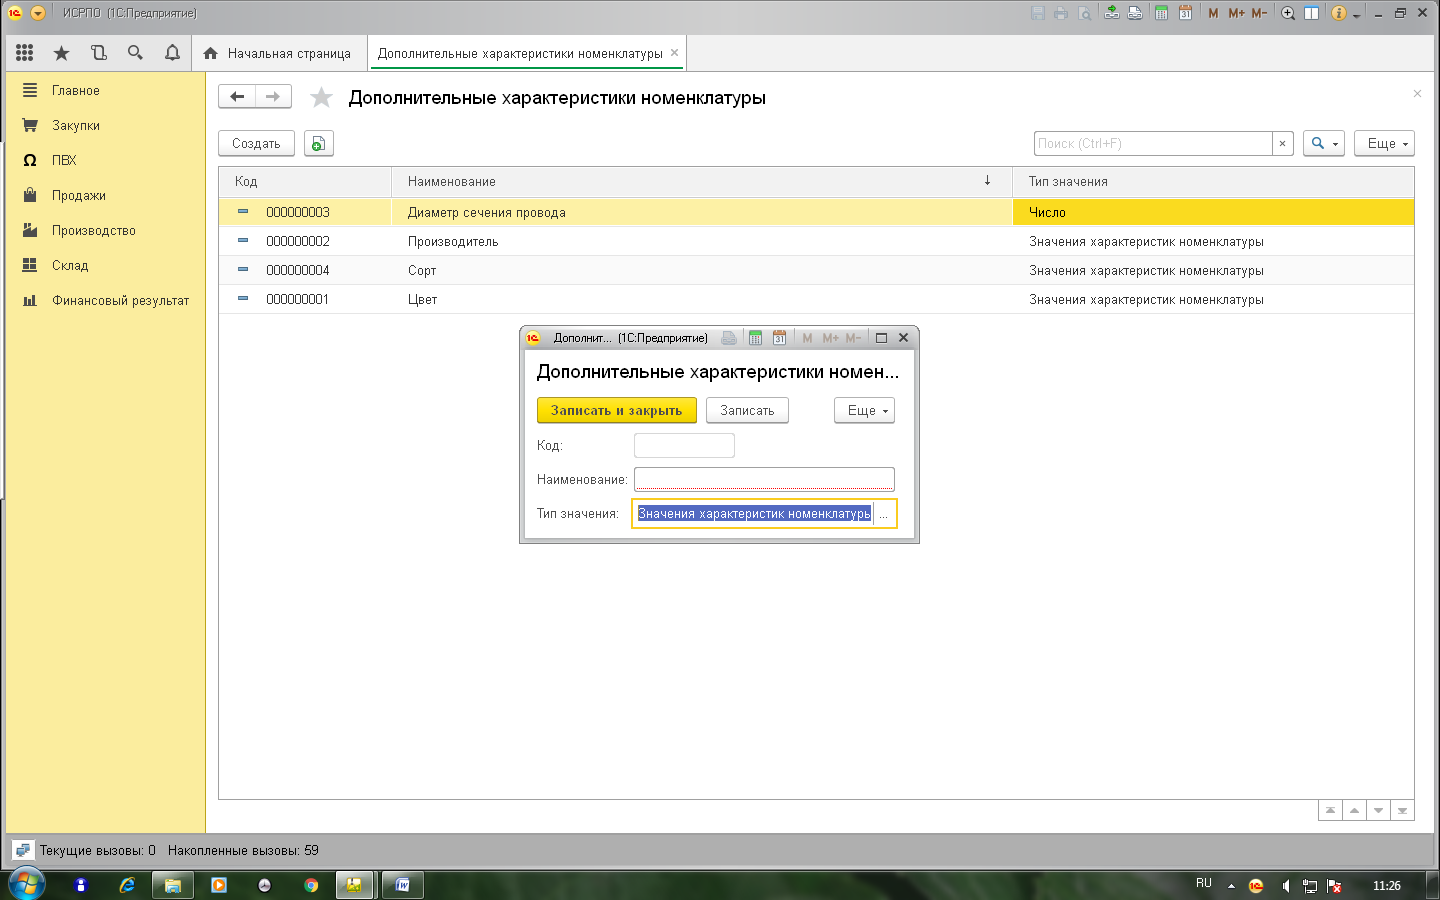 ИСРПО (1С:Предприятие)
M M+ M-
Начальная страница
Дополнительные характеристики номенклатуры
Главное
Закупки
ПВХ
Продажи
Производство
Склад
Финансовый результат
Дополнительные характеристики номенклатуры
Создать
Поиск (Ctrl+F)
Еще
Код Наименование Тип значения
000000003 Диаметр сечения провода Число
000000002 Производитель Значения характеристик номенклатуры
000000004 Сорт Значения характеристик номенклатуры
000000001 Цвет Значения характеристик номенклатуры
Дополнит... (1С:Предприятие) 31 M M+ M-
Дополнительные характеристики номен...
Записать и закрыть Записать Еще
Код:
Наименование:
Тип значения: Значения характеристик номенклатуры ...
Текущие вызовы: 0 Накопленные вызовы: 59
RU 11:26